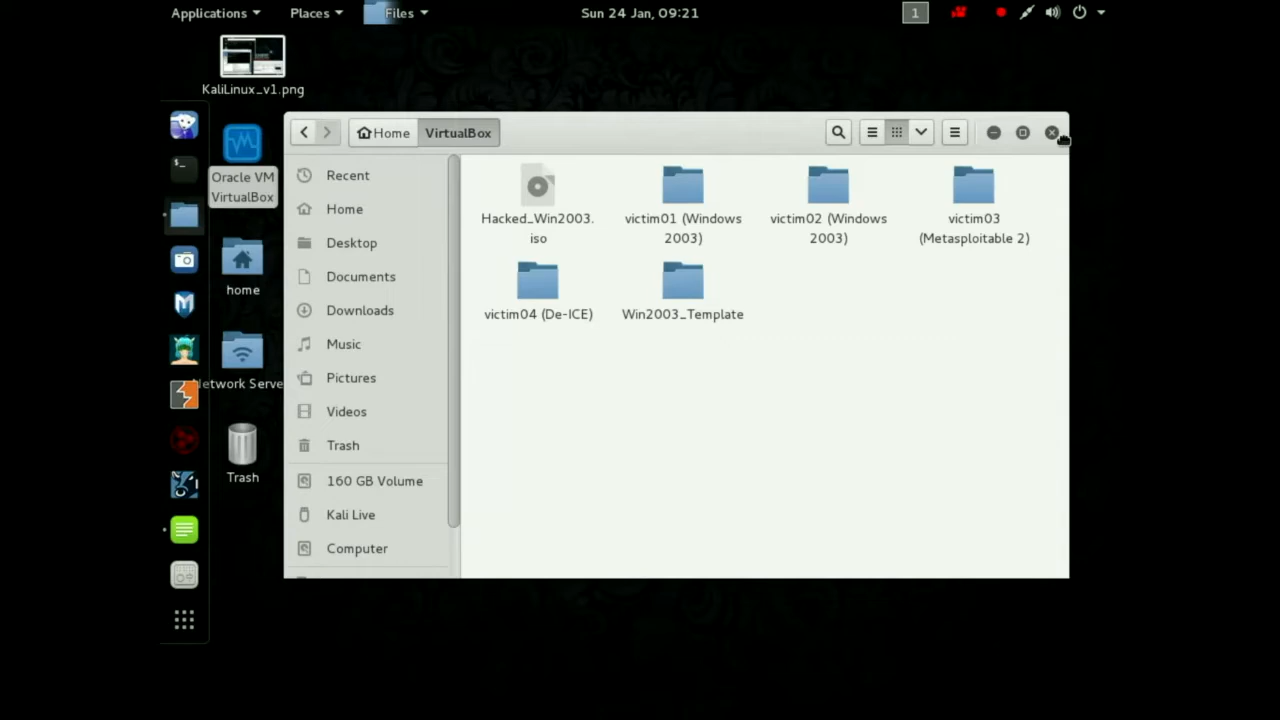 Applications
Places
Files
Sun 24 Jan, 09:21
1
KaliLinux_v1.png
Oracle VM
VirtualBox
home
etwork Serve
Trash
Home
VirtualBox
Recent
Home
Desktop
Documents
Downloads
Music
Pictures
Videos
Trash
160 GB Volume
Kali Live
Computer
Hacked_Win2003.
iso
victim01 (Windows
2003)
victim02 (Windows
2003)
victim03
(Metasploitable 2)
victim04 (De-ICE)
Win2003_Template